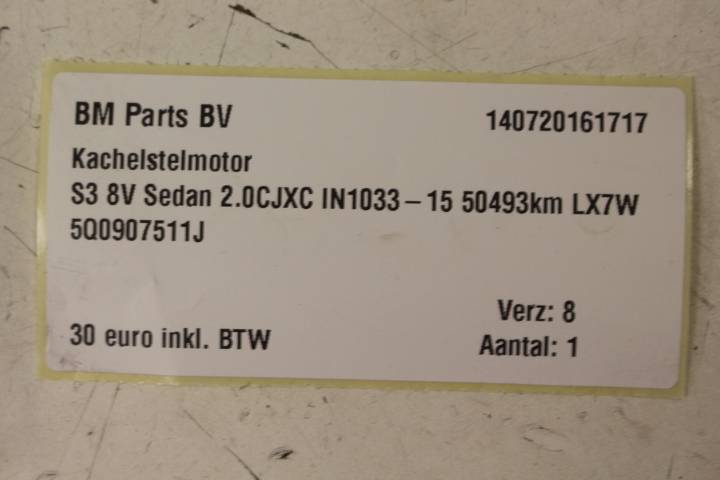 BM Parts BV 140720161717
Kachelstelmotor
S3 8V Sedan 2.0CJXC IN1033-15 50493km LX7W
5Q0907511J
Verz: 8
30 euro inkl. BTW Aantal: 1